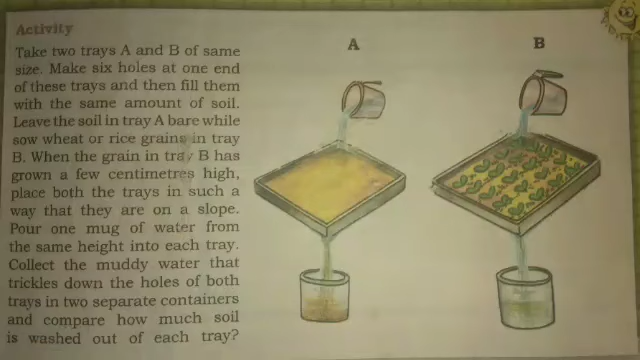 Activity
Take two trays A and B of same
size. Make six holes at one end
of these trays and then fill them
with the same amount of soil.
Leave the soil in tray A bare while
sow wheat or rice grains in tray
B. When the grain in tray B has
grown a few centimetres high,
place both the trays in such a
way that they are on a slope.
Pour one mug of water from
the same height into each tray.
Collect the muddy water that
trickles down the holes of both
trays in two separate containers
and compare how much soil
is washed out of each tray?
A
B